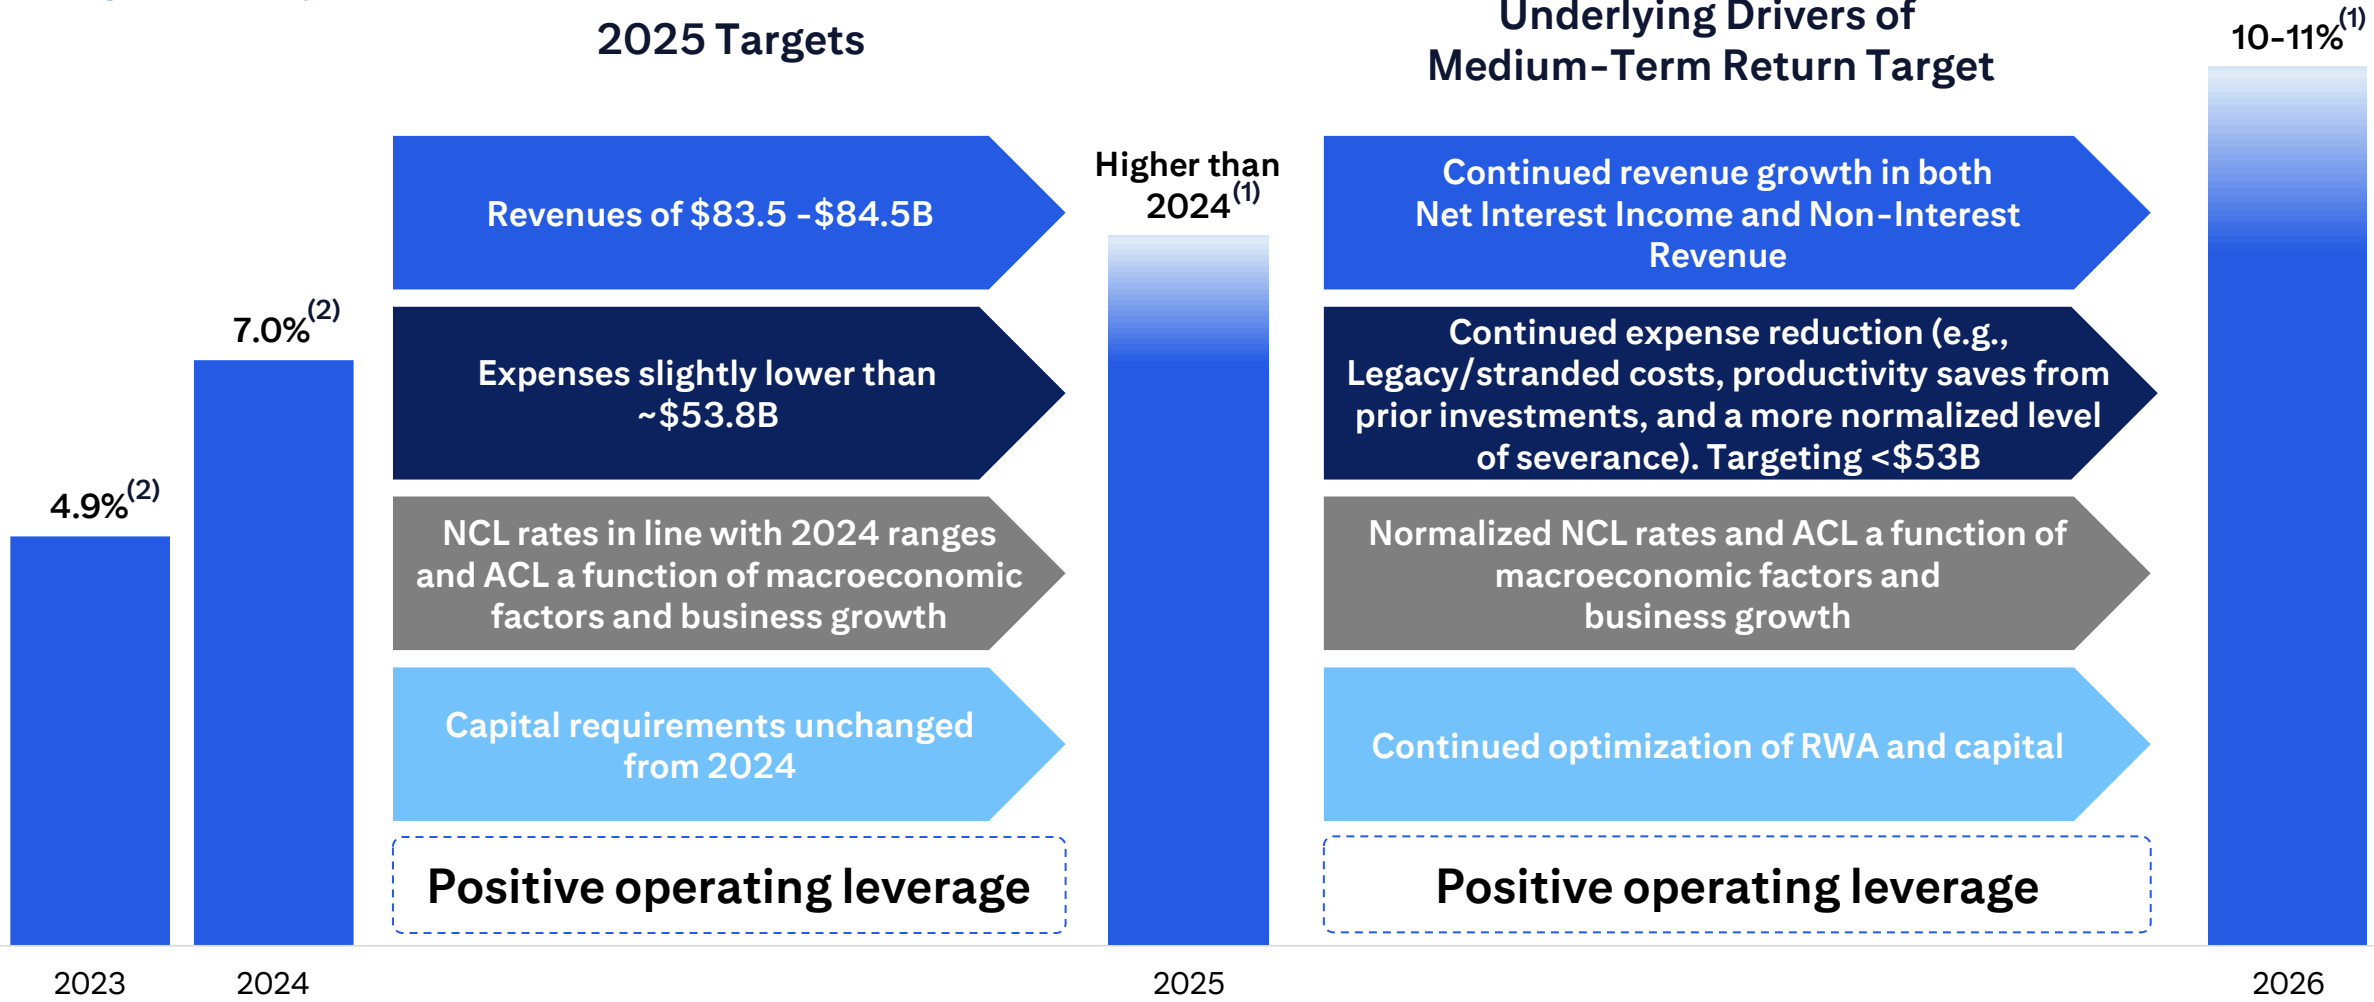 2025 Targets
Underlying Drivers of
Medium-Term Return Target
10-11%(1)
Higher than
2024(1)
7.0%(2)
4.9%(2)
Revenues of $83.5 -$84.5B
Expenses slightly lower than
~$53.8B
NCL rates in line with 2024 ranges
and ACL a function of macroeconomic
factors and business growth
Capital requirements unchanged
from 2024
Positive operating leverage
Continued revenue growth in both
Net Interest Income and Non-Interest
Revenue
Continued expense reduction (e.g.,
Legacy/stranded costs, productivity saves from
prior investments, and a more normalized level
of severance). Targeting <$53B
Normalized NCL rates and ACL a function of
macroeconomic factors and
business growth
Continued optimization of RWA and capital
Positive operating leverage
2023
2024
2025
2026